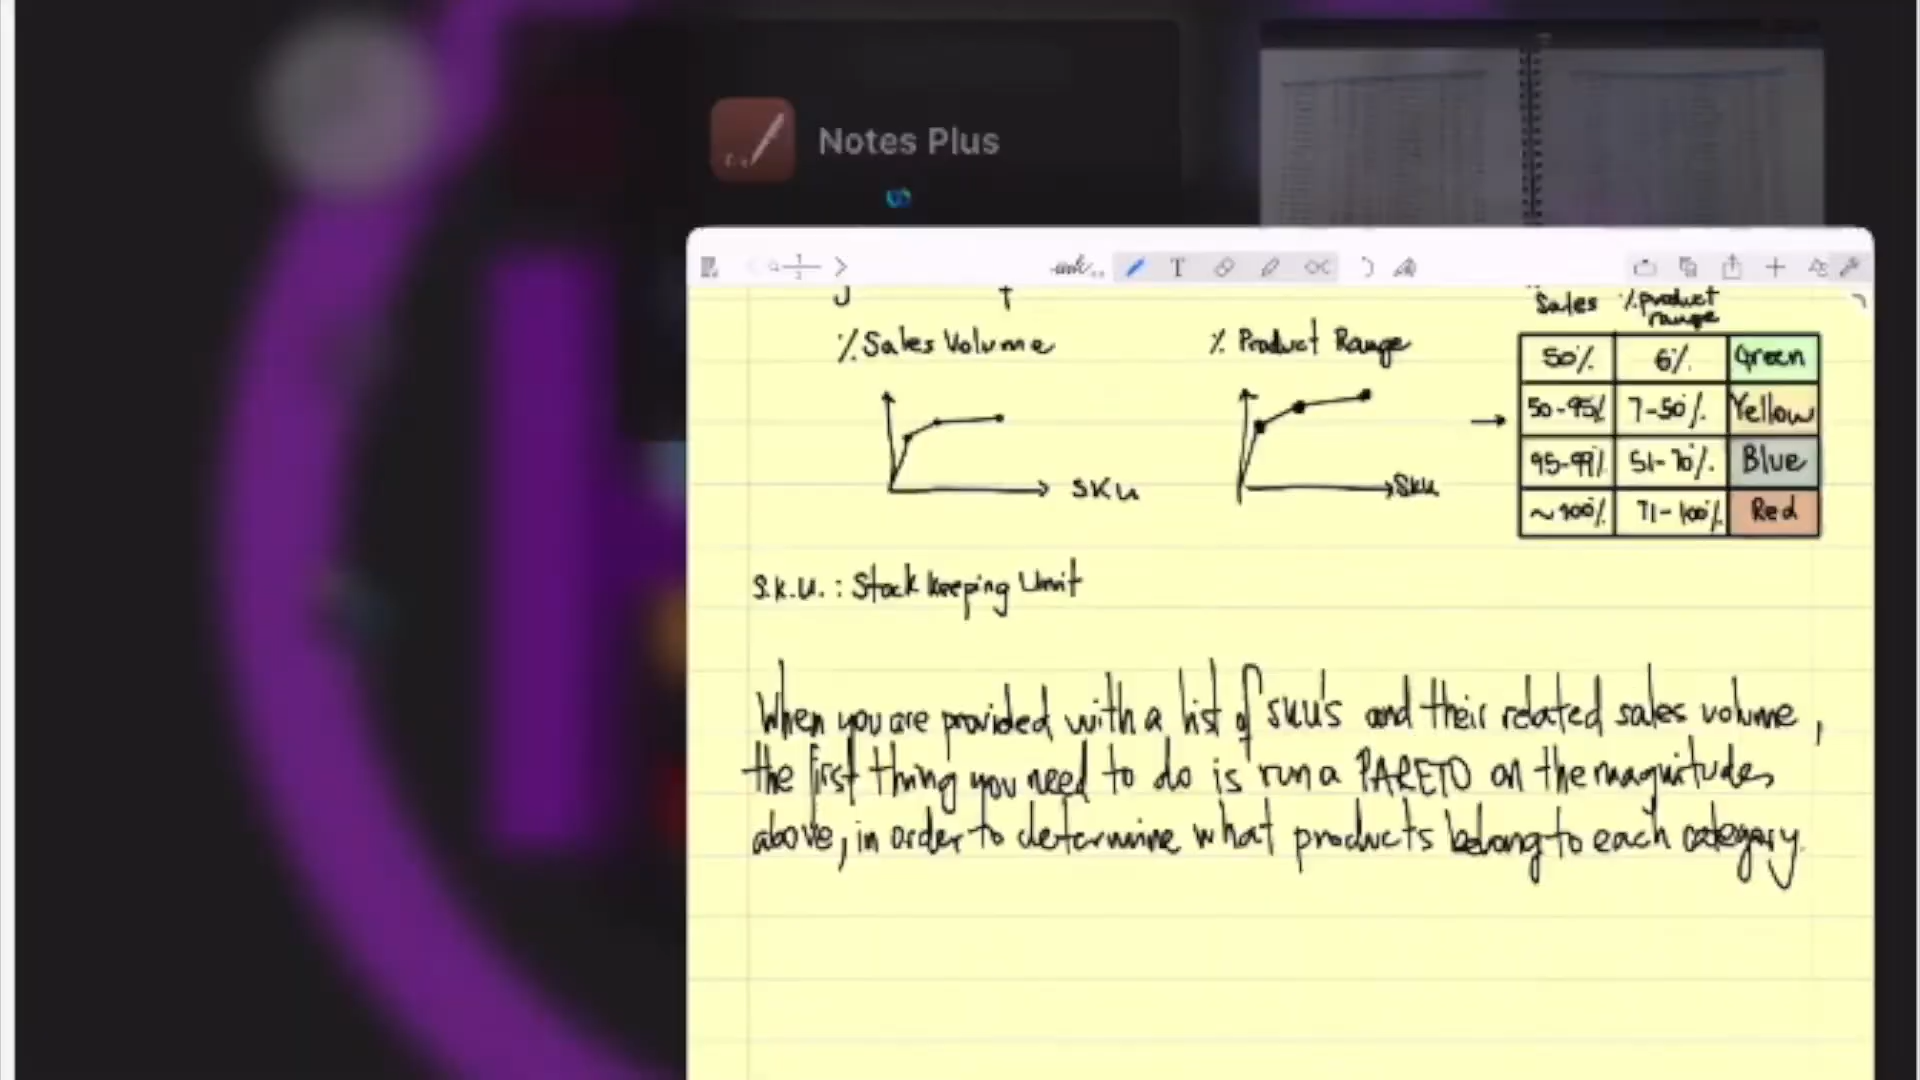 Notes Plus
% Sales Volume
SKU
% Product Range
SKU
Sales % product range
50% 6% Green
50-95% 7-50% Yellow
95-99% 51-70% Blue
~100% 71-100% Red
S.K.U. : Stock keeping Unit
When you are provided with a list of SKU's and their related sales volume,
the first thing you need to do is run a PARETO on the magnitudes
above, in order to determine what products belong to each category.